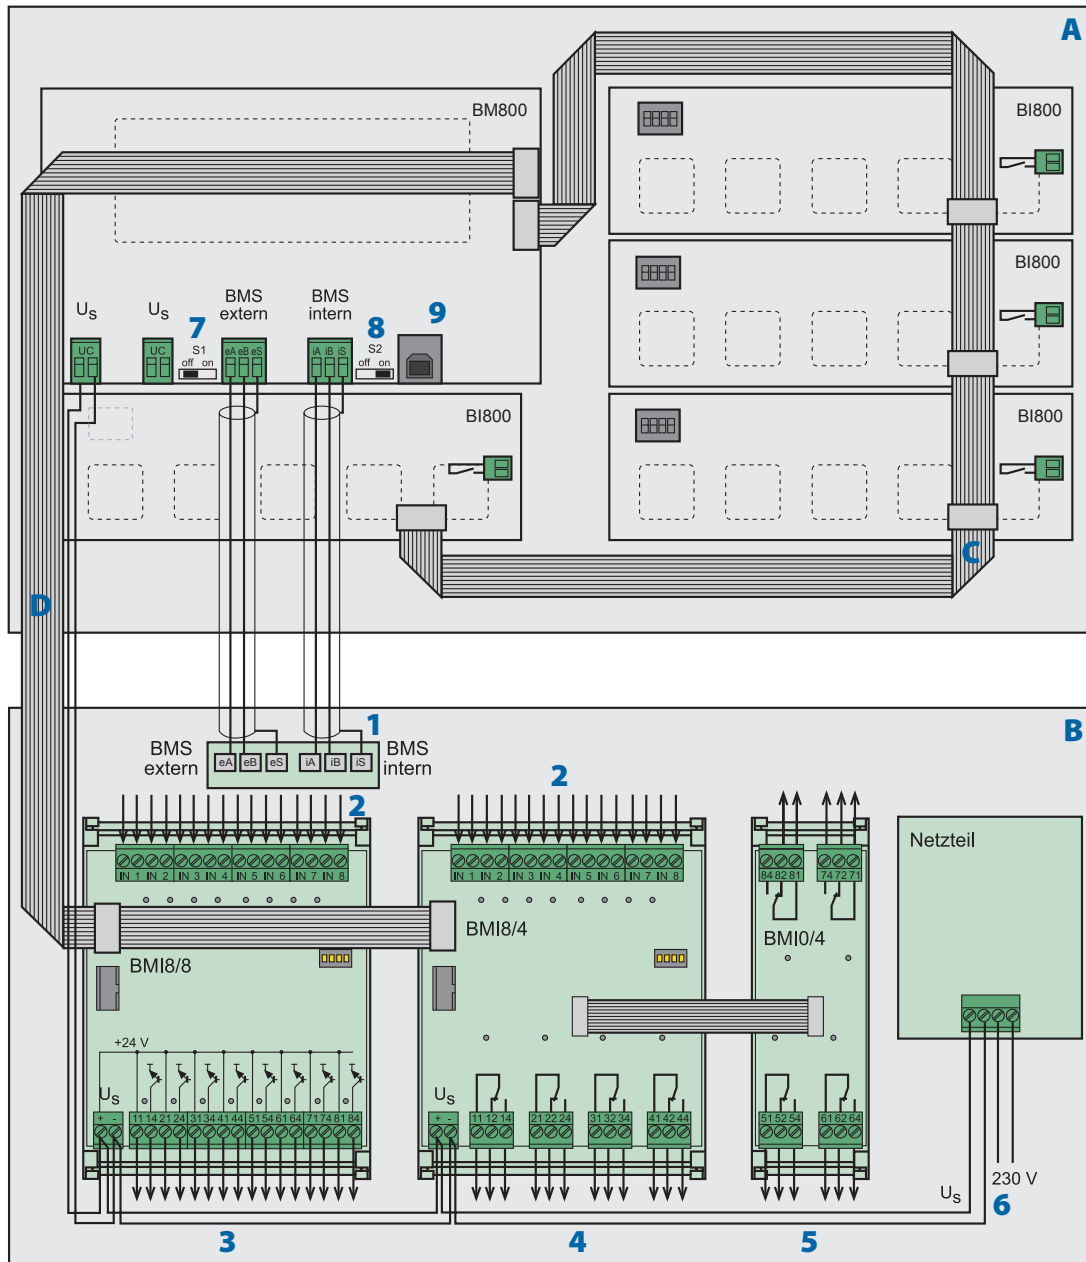 A
BM800
BI800
BI800
BI800
BI800
U_S
U_S
BMS
extern
BMS
intern
7
8
9
S1
off on
S2
off on
UC
UC
eA eB eS
iA iB iS
C
D
B
1
BMS
extern
eA eB eS
iA iB iS
BMS
intern
2
2
IN 1 IN 2 IN 3 IN 4 IN 5 IN 6 IN 7 IN 8
IN 1 IN 2 IN 3 IN 4 IN 5 IN 6 IN 7 IN 8
84 82 81
74 72 71
Netzteil
BMI8/8
BMI8/4
BMI0/4
+24 V
U_S
+ -
11 14 21 24 31 34 41 44 51 54 61 64 71 74 81 84
U_S
+ -
11 12 14
21 22 24
31 32 34
41 42 44
51 52 54
61 62 64
U_S
230 V
3
4
5
6